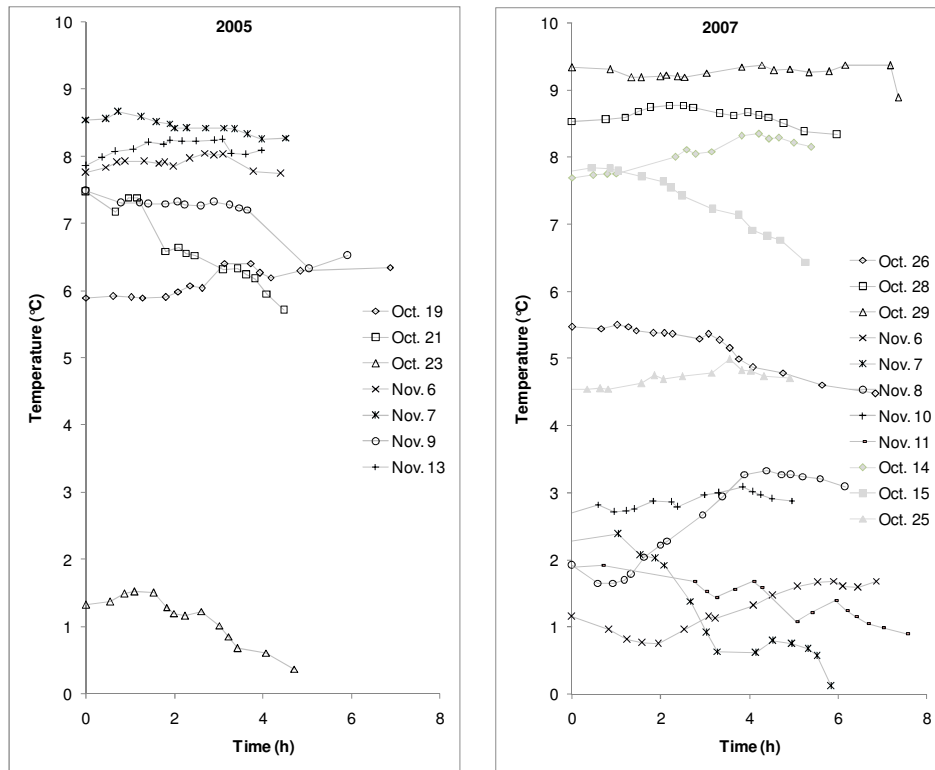 2005
10
9
8
7
6
5
4
3
2
1
0
Temperature (°C)
0 2 4 6 8
Time (h)
Oct. 19
Oct. 21
Oct. 23
Nov. 6
Nov. 7
Nov. 9
Nov. 13
2007
10
9
8
7
6
5
4
3
2
1
0
Temperature (°C)
0 2 4 6 8
Time (h)
Oct. 26
Oct. 28
Oct. 29
Nov. 6
Nov. 7
Nov. 8
Nov. 10
Nov. 11
Oct. 14
Oct. 15
Oct. 25